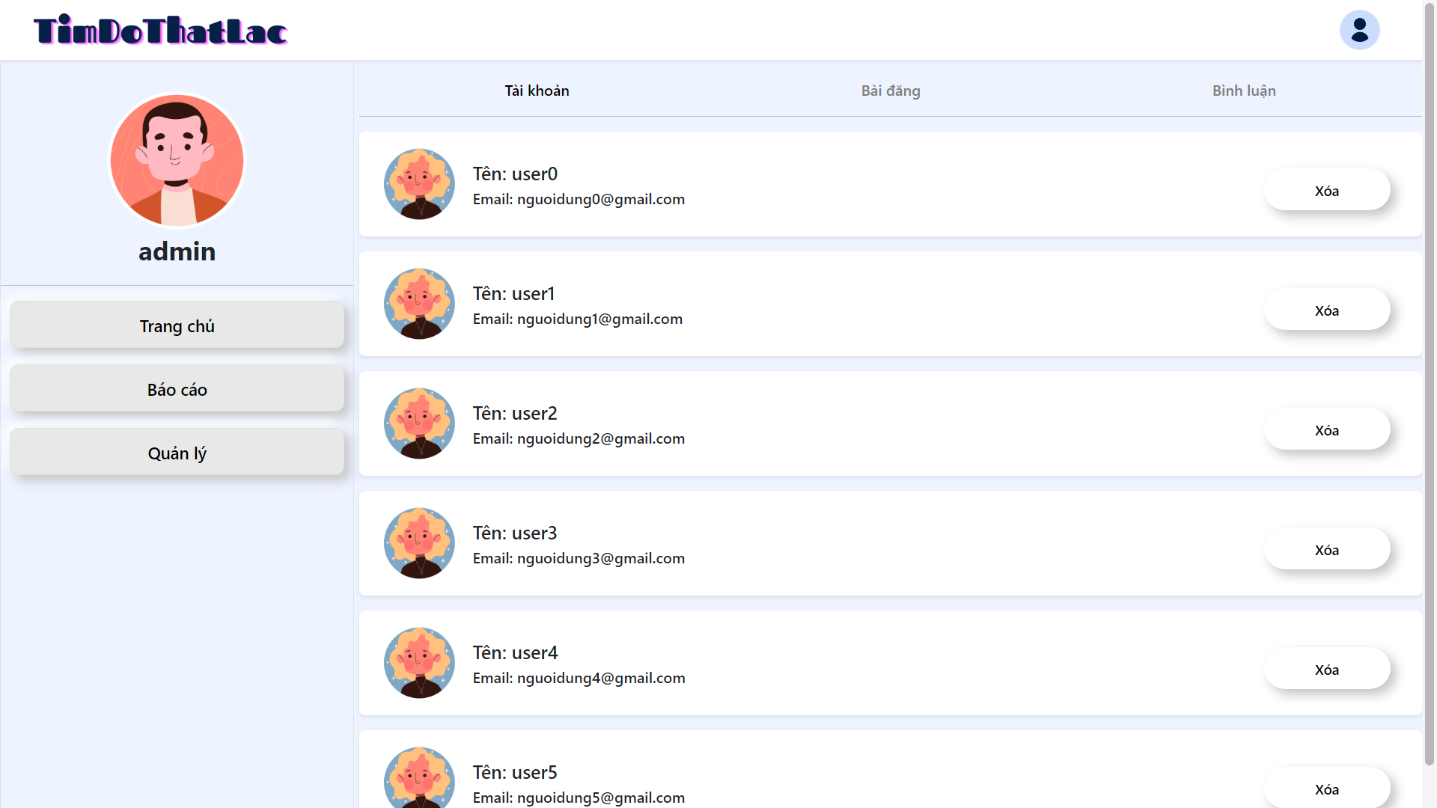 TimDoThatLac
admin
Trang chủ
Báo cáo
Quản lý
Tài khoản
Bài đăng
Bình luận
Tên: user0
Email: nguoidung0@gmail.com
Xóa
Tên: user1
Email: nguoidung1@gmail.com
Xóa
Tên: user2
Email: nguoidung2@gmail.com
Xóa
Tên: user3
Email: nguoidung3@gmail.com
Xóa
Tên: user4
Email: nguoidung4@gmail.com
Xóa
Tên: user5
Email: nguoidung5@gmail.com
Xóa